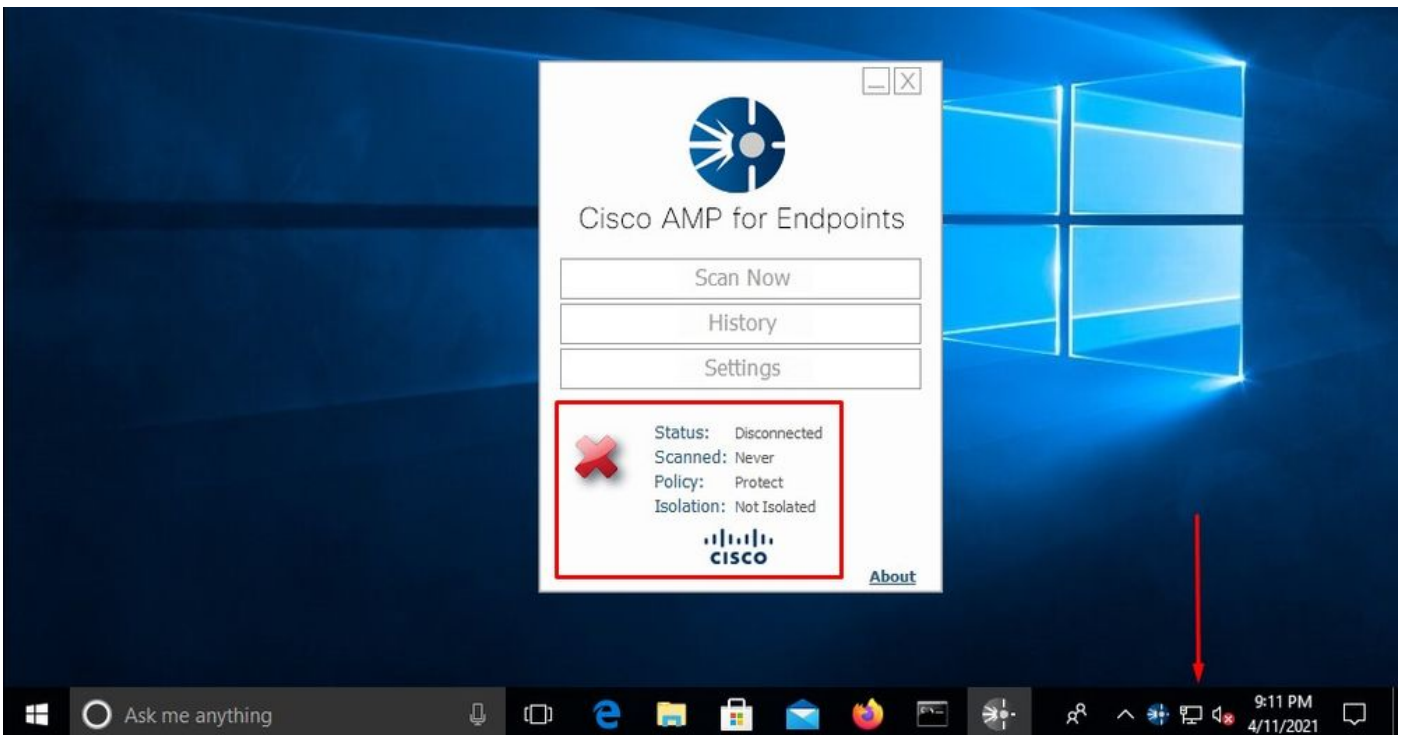 Cisco AMP for Endpoints
Scan Now
History
Settings
Status: Disconnected
Scanned: Never
Policy: Protect
Isolation: Not Isolated
CISCO
About
Ask me anything
9:11 PM
4/11/2021